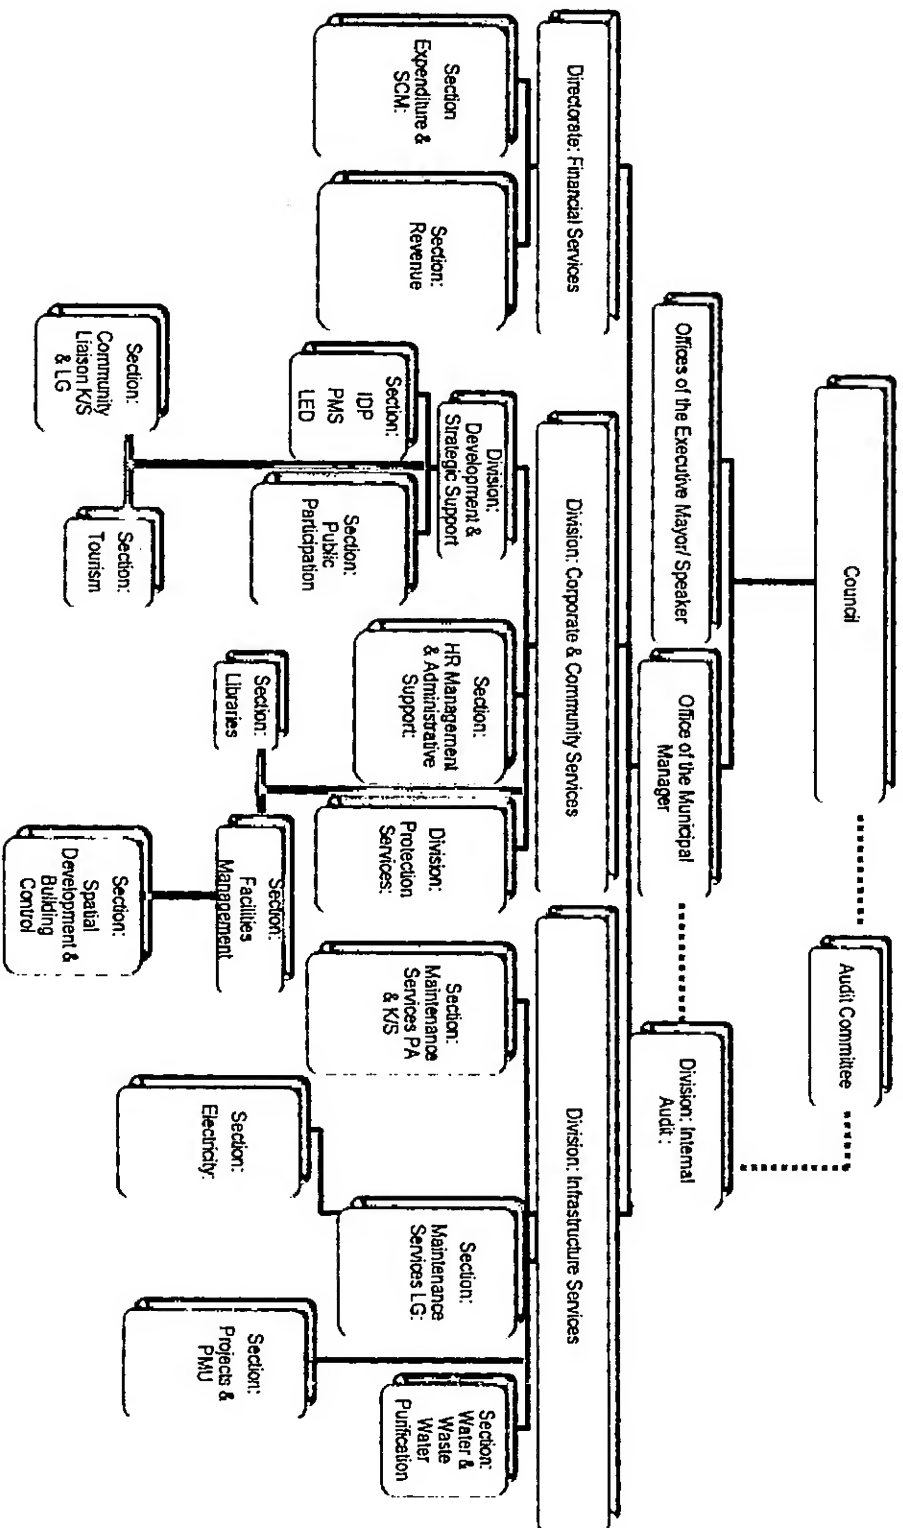 Council
Audit Committee
Offices of the Executive Mayor/ Speaker
Office of the Municipal
Manager
Division: Internal
Audit :
Directorate: Financial Services
Division: Corporate & Community Services
Division: Infrastructure Services
Section
Expenditure &
SCM:
Section:
Revenue
Division:
Development &
Strategic Support
Section:
IDP
PMS
LED
Section:
Public
Participation
Section:
Community
Liaison K/S
& LG
Section:
Tourism
Section:
HR Management
& Administrative
Support:
Division:
Protection
Services:
Section:
Libraries
Section:
Facilities
Management
Section:
Spatial
Development &
Building
Control
Section:
Maintenance
Services PA
& K/S
Section:
Electricity:
Section:
Maintenance
Services LG:
Section:
Projects &
PMU
Section:
Water &
Waste
Water
Purification